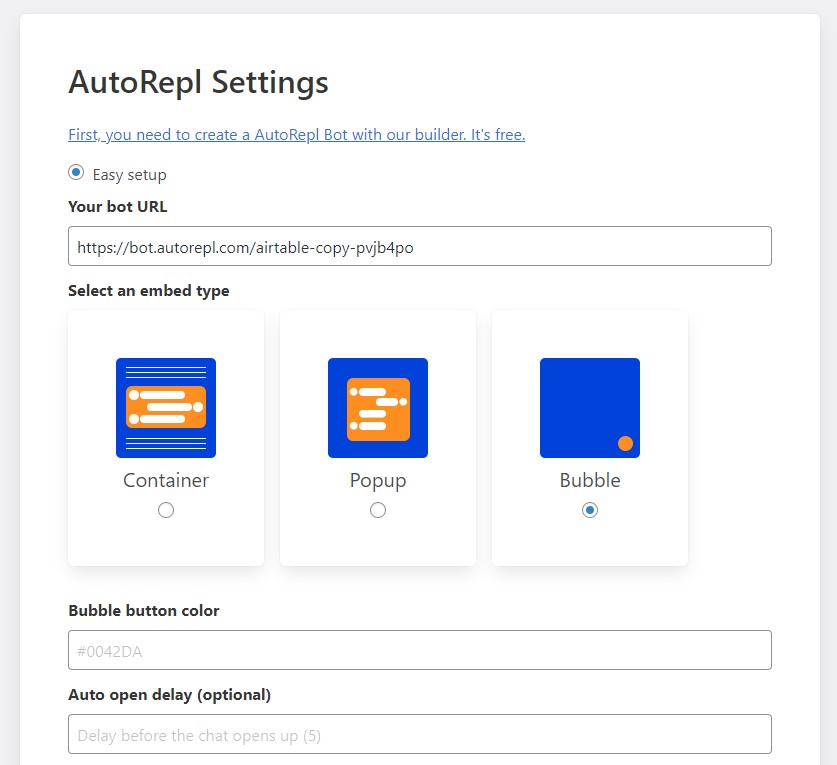 AutoRepl Settings
First, you need to create a AutoRepl Bot with our builder. It's free.
Easy setup
Your bot URL
https://bot.autorepl.com/airtable-copy-pvjb4po
Select an embed type
Container
Popup
Bubble
Bubble button color
#0042DA
Auto open delay (optional)
Delay before the chat opens up (5)